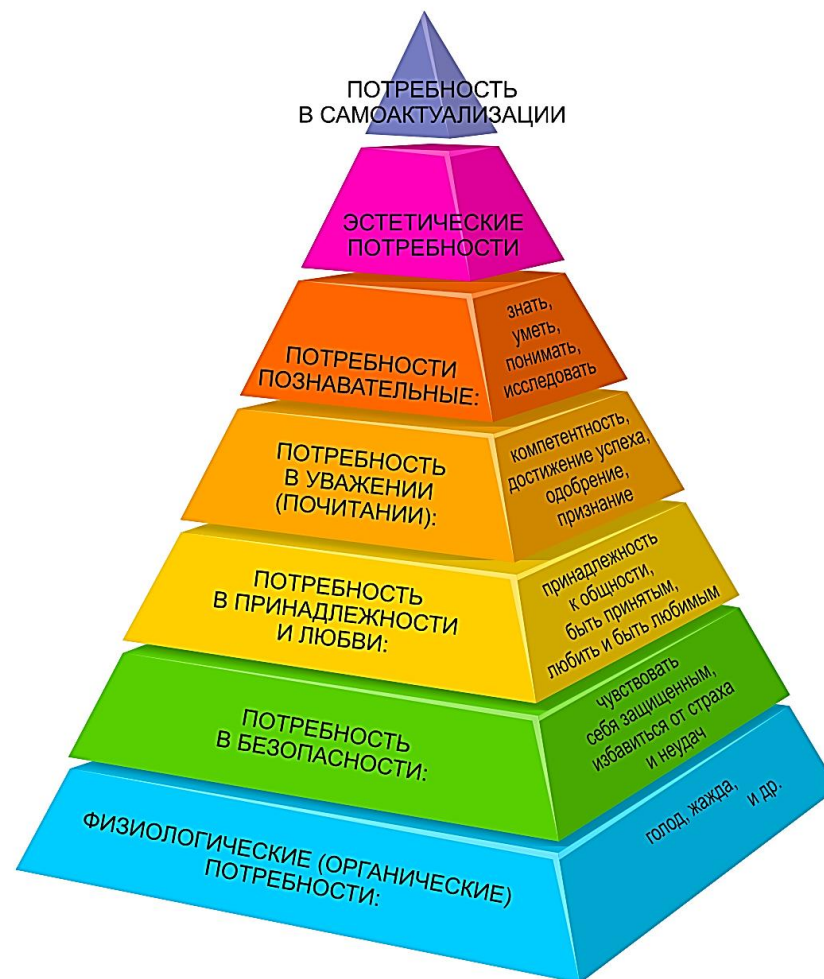 ПОТРЕБНОСТЬ
В САМОАКТУАЛИЗАЦИИ
ЭСТЕТИЧЕСКИЕ
ПОТРЕБНОСТИ
ПОТРЕБНОСТИ
ПОЗНАВАТЕЛЬНЫЕ:
знать,
уметь,
понимать,
исследовать
ПОТРЕБНОСТЬ
В УВАЖЕНИИ
(ПОЧИТАНИИ):
компетентность,
достижение успеха,
одобрение,
признание
ПОТРЕБНОСТЬ
В ПРИНАДЛЕЖНОСТИ
И ЛЮБВИ:
принадлежность
к общности,
быть принятым,
любить и быть любимым
ПОТРЕБНОСТЬ
В БЕЗОПАСНОСТИ:
чувствовать
себя защищенным,
избавиться от страха
и неудач
ФИЗИОЛОГИЧЕСКИЕ (ОРГАНИЧЕСКИЕ)
ПОТРЕБНОСТИ:
голод, жажда,
и др.